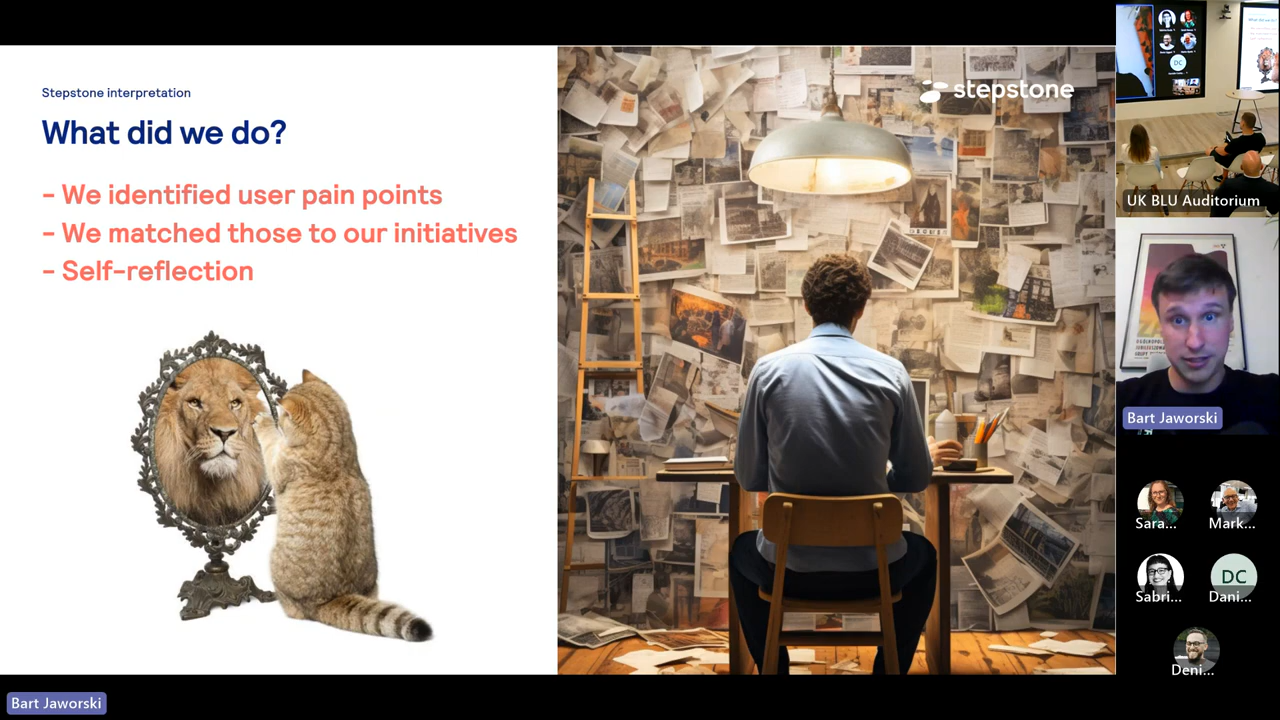 Stepstone interpretation
What did we do?
- We identified user pain points
- We matched those to our initiatives
- Self-reflection
stepstone
UK BLU Auditorium
Bart Jaworski
Sara...
Mark...
Sabri...
DC
Dani...
Deni...
Bart Jaworski